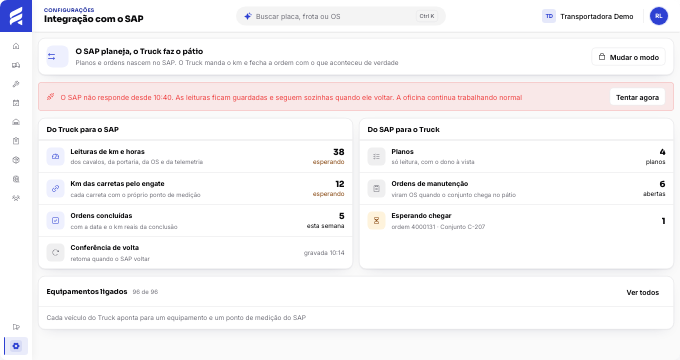 CONFIGURAÇÕES
Integração com o SAP
Buscar placa, frota ou OS
Ctrl K
TD
Transportadora Demo
RL
O SAP planeja, o Truck faz o pátio
Planos e ordens nascem no SAP. O Truck manda o km e fecha a ordem com o que aconteceu de verdade
Mudar o modo
O SAP não responde desde 10:40. As leituras ficam guardadas e seguem sozinhas quando ele voltar. A oficina continua trabalhando normal
Tentar agora
Do Truck para o SAP
Leituras de km e horas
dos cavalos, da portaria, da OS e da telemetria
38
esperando
Km das carretas pelo engate
cada carreta com o próprio ponto de medição
12
esperando
Ordens concluídas
com a data e o km reais da conclusão
5
esta semana
Conferência de volta
retoma quando o SAP voltar
gravada 10:14
Do SAP para o Truck
Planos
só leitura, com o dono à vista
4
planos
Ordens de manutenção
viram OS quando o conjunto chega no pátio
6
abertas
Esperando chegar
ordem 4000131 · Conjunto C-207
1
Equipamentos ligados
96 de 96
Ver todos
Cada veículo do Truck aponta para um equipamento e um ponto de medição do SAP